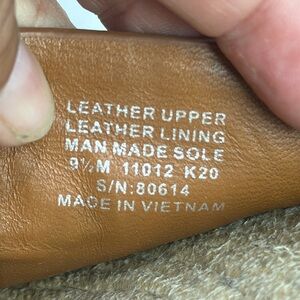 LEATHER UPPER
LEATHER LINING
MAN MADE SOLE
9½M 11012 K20
S/N:80614
MADE IN VIETNAM